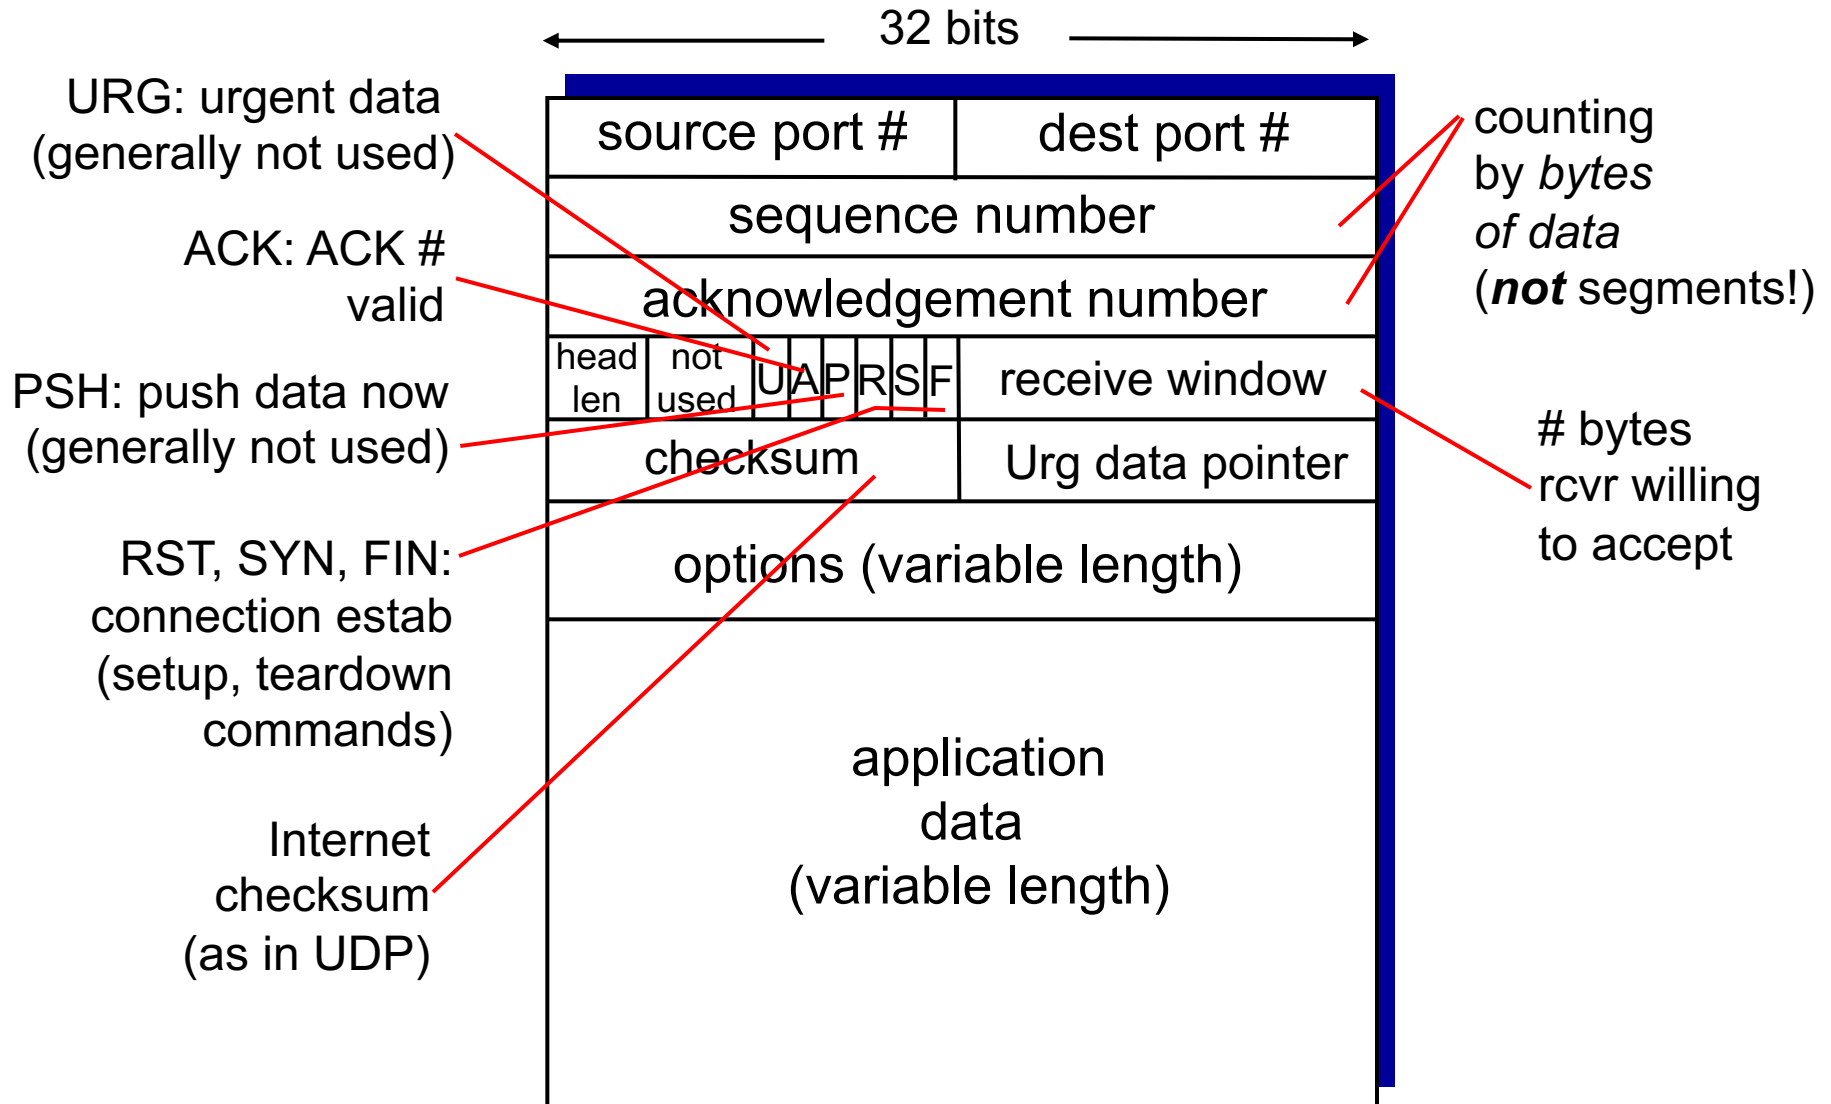 32 bits
URG: urgent data
(generally not used)
ACK: ACK #
valid
PSH: push data now
(generally not used)
RST, SYN, FIN:
connection estab
(setup, teardown
commands)
Internet
checksum
(as in UDP)
source port #
dest port #
sequence number
acknowledgement number
head
len
not
used
U
A
P
R
S
F
receive window
checksum
Urg data pointer
options (variable length)
application
data
(variable length)
counting
by bytes
of data
(not segments!)
# bytes
rcvr willing
to accept